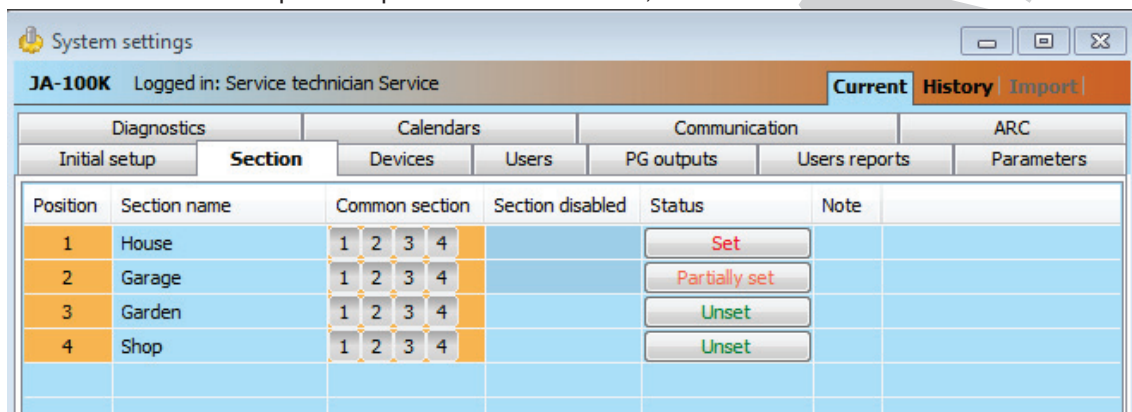 System settings
JA-100K Logged in: Service technician Service Current History Import
Diagnostics Calendars Communication ARC
Initial setup Section Devices Users PG outputs Users reports Parameters
Position Section name Common section Section disabled Status Note
1 House 1 2 3 4 Set
2 Garage 1 2 3 4 Partially set
3 Garden 1 2 3 4 Unset
4 Shop 1 2 3 4 Unset